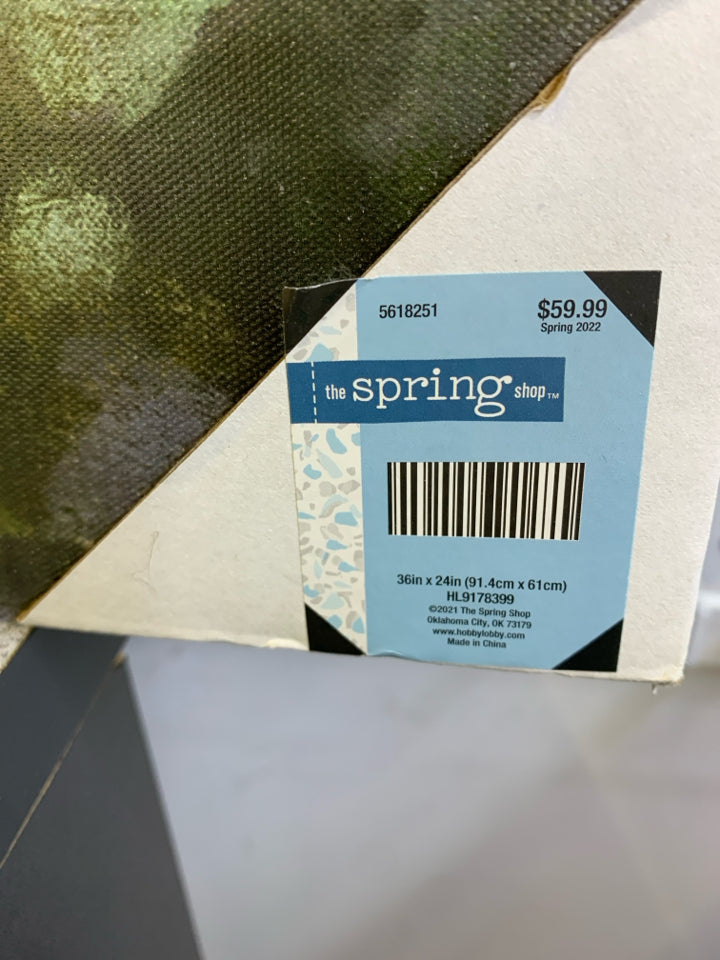 5618251
$59.99
Spring 2022
the spring shop™
36in x 24in (91.4cm x 61cm)
HL9178399
©2021 The Spring Shop
Oklahoma City, OK 73179
www.hobbylobby.com
Made in China